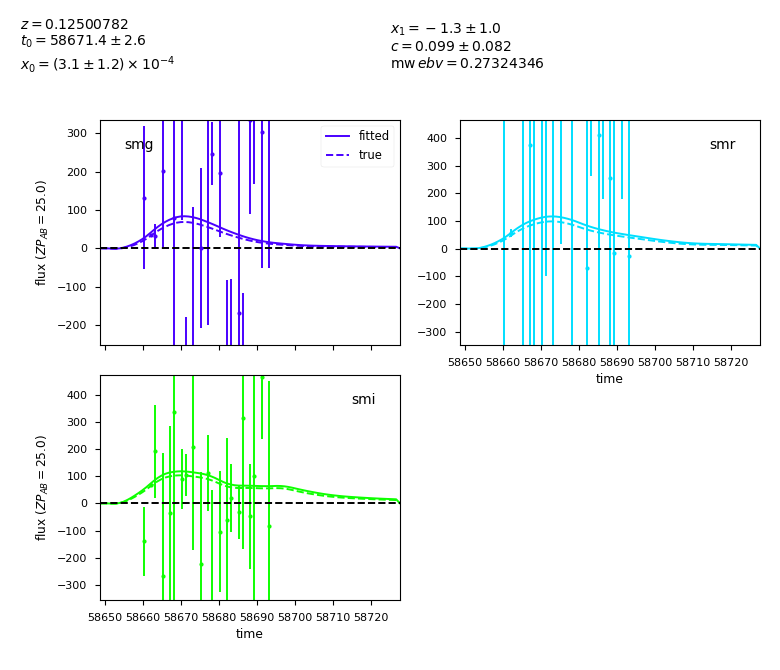 z = 0.12500782
t₀ = 58671.4 ± 2.6
x₀ = (3.1 ± 1.2) × 10⁻⁴
x₁ = −1.3 ± 1.0
c = 0.099 ± 0.082
mw ebv = 0.27324346
smg
fitted
true
300
200
100
0
−100
−200
flux (ZP_AB = 25.0)
smr
400
300
200
100
0
−100
−200
−300
58650 58660 58670 58680 58690 58700 58710 58720
time
smi
400
300
200
100
0
−100
−200
−300
flux (ZP_AB = 25.0)
58650 58660 58670 58680 58690 58700 58710 58720
time